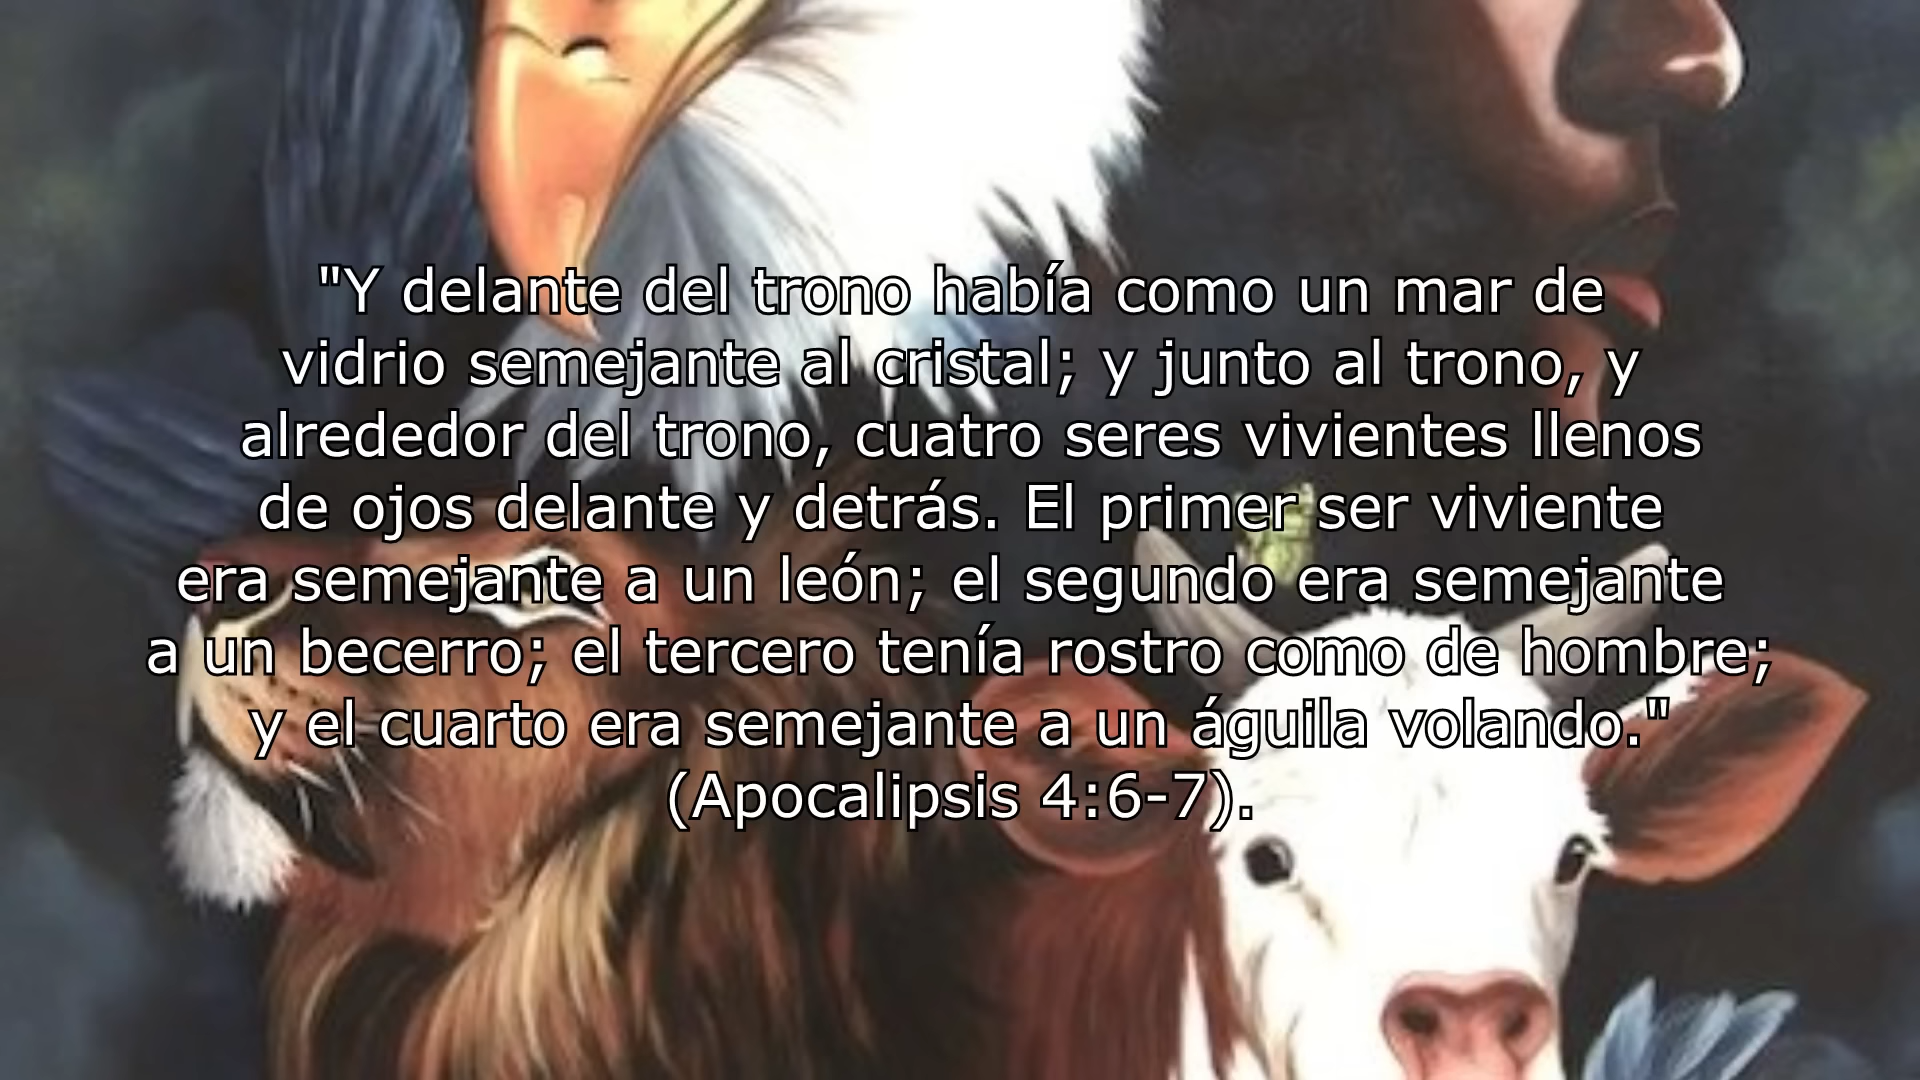 "Y delante del trono había como un mar de
vidrio semejante al cristal; y junto al trono, y
alrededor del trono, cuatro seres vivientes llenos
de ojos delante y detrás. El primer ser viviente
era semejante a un león; el segundo era semejante
a un becerro; el tercero tenía rostro como de hombre;
y el cuarto era semejante a un águila volando."
(Apocalipsis 4:6-7).